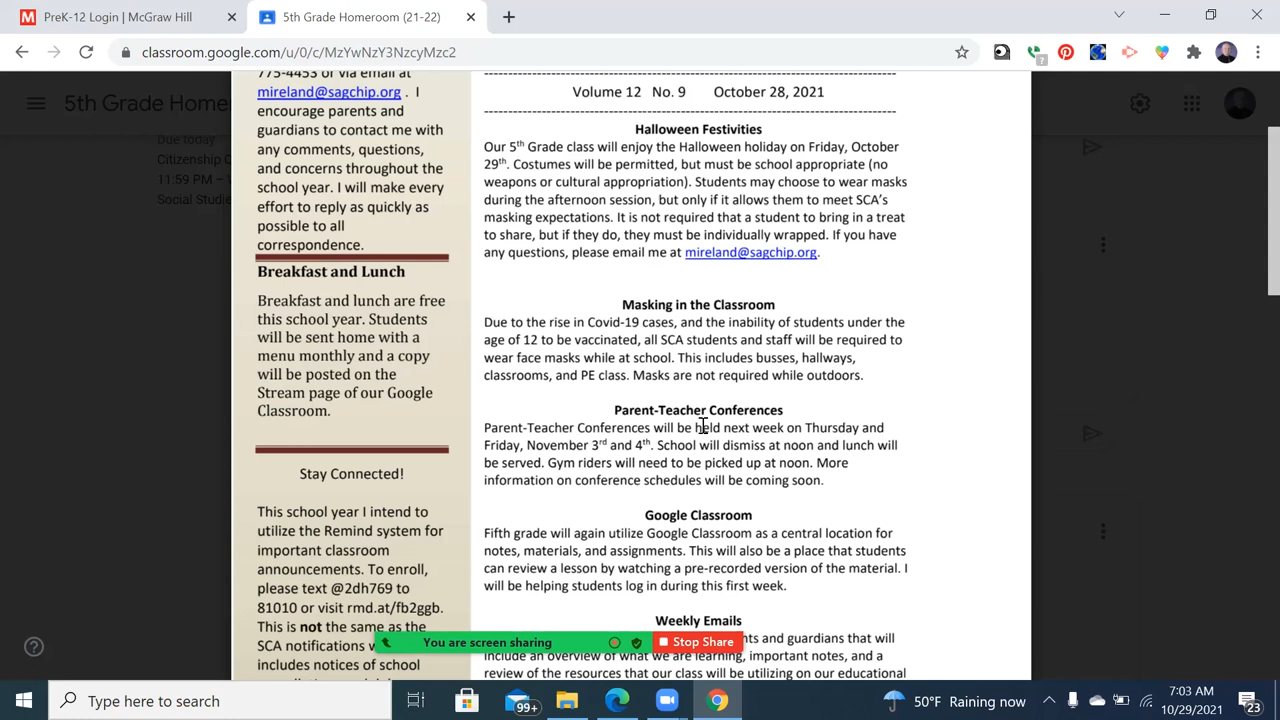 PreK-12 Login | McGraw Hill
5th Grade Homeroom (21-22)
classroom.google.com/u/0/c/MzYwNzY3NzcyMzc2
5th Grade Home
Due today
Citizenship C
11:59 PM –
Social Studies
775-4453 or via email at
mireland@sagchip.org . I
encourage parents and
guardians to contact me with
any comments, questions,
and concerns throughout the
school year. I will make every
effort to reply as quickly as
possible to all
correspondence.
Breakfast and Lunch
Breakfast and lunch are free
this school year. Students
will be sent home with a
menu monthly and a copy
will be posted on the
Stream page of our Google
Classroom.
Stay Connected!
This school year I intend to
utilize the Remind system for
important classroom
announcements. To enroll,
please text @2dh769 to
81010 or visit rmd.at/fb2ggb.
This is not the same as the
SCA notifications
includes notices of school
Volume 12 No. 9 October 28, 2021
Halloween Festivities
Our 5th Grade class will enjoy the Halloween holiday on Friday, October
29th. Costumes will be permitted, but must be school appropriate (no
weapons or cultural appropriation). Students may choose to wear masks
during the afternoon session, but only if it allows them to meet SCA's
masking expectations. It is not required that a student to bring in a treat
to share, but if they do, they must be individually wrapped. If you have
any questions, please email me at mireland@sagchip.org.
Masking in the Classroom
Due to the rise in Covid-19 cases, and the inability of students under the
age of 12 to be vaccinated, all SCA students and staff will be required to
wear face masks while at school. This includes busses, hallways,
classrooms, and PE class. Masks are not required while outdoors.
Parent-Teacher Conferences
Parent-Teacher Conferences will be held next week on Thursday and
Friday, November 3rd and 4th. School will dismiss at noon and lunch will
be served. Gym riders will need to be picked up at noon. More
information on conference schedules will be coming soon.
Google Classroom
Fifth grade will again utilize Google Classroom as a central location for
notes, materials, and assignments. This will also be a place that students
can review a lesson by watching a pre-recorded version of the material. I
will be helping students log in during this first week.
Weekly Emails
nts and guardians that will
include an overview of what we are learning, important notes, and a
review of the resources that our class will be utilizing on our educational
You are screen sharing
Stop Share
Type here to search
99+
50°F Raining now
1:03 AM
10/29/2021
23